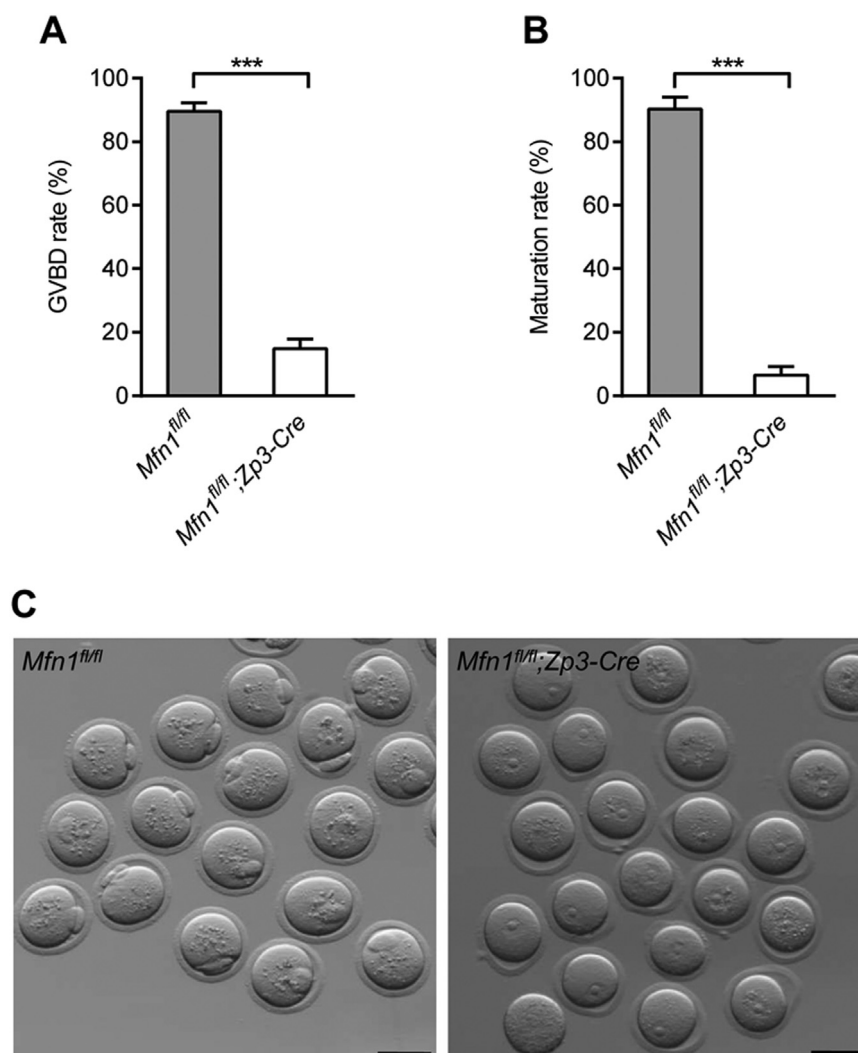 A
GVBD rate (%)
100
80
60
40
20
0
***
Mfn1fl/fl
Mfn1fl/fl;Zp3-Cre
B
Maturation rate (%)
100
80
60
40
20
0
***
Mfn1fl/fl
Mfn1fl/fl;Zp3-Cre
C
Mfn1fl/fl
Mfn1fl/fl;Zp3-Cre